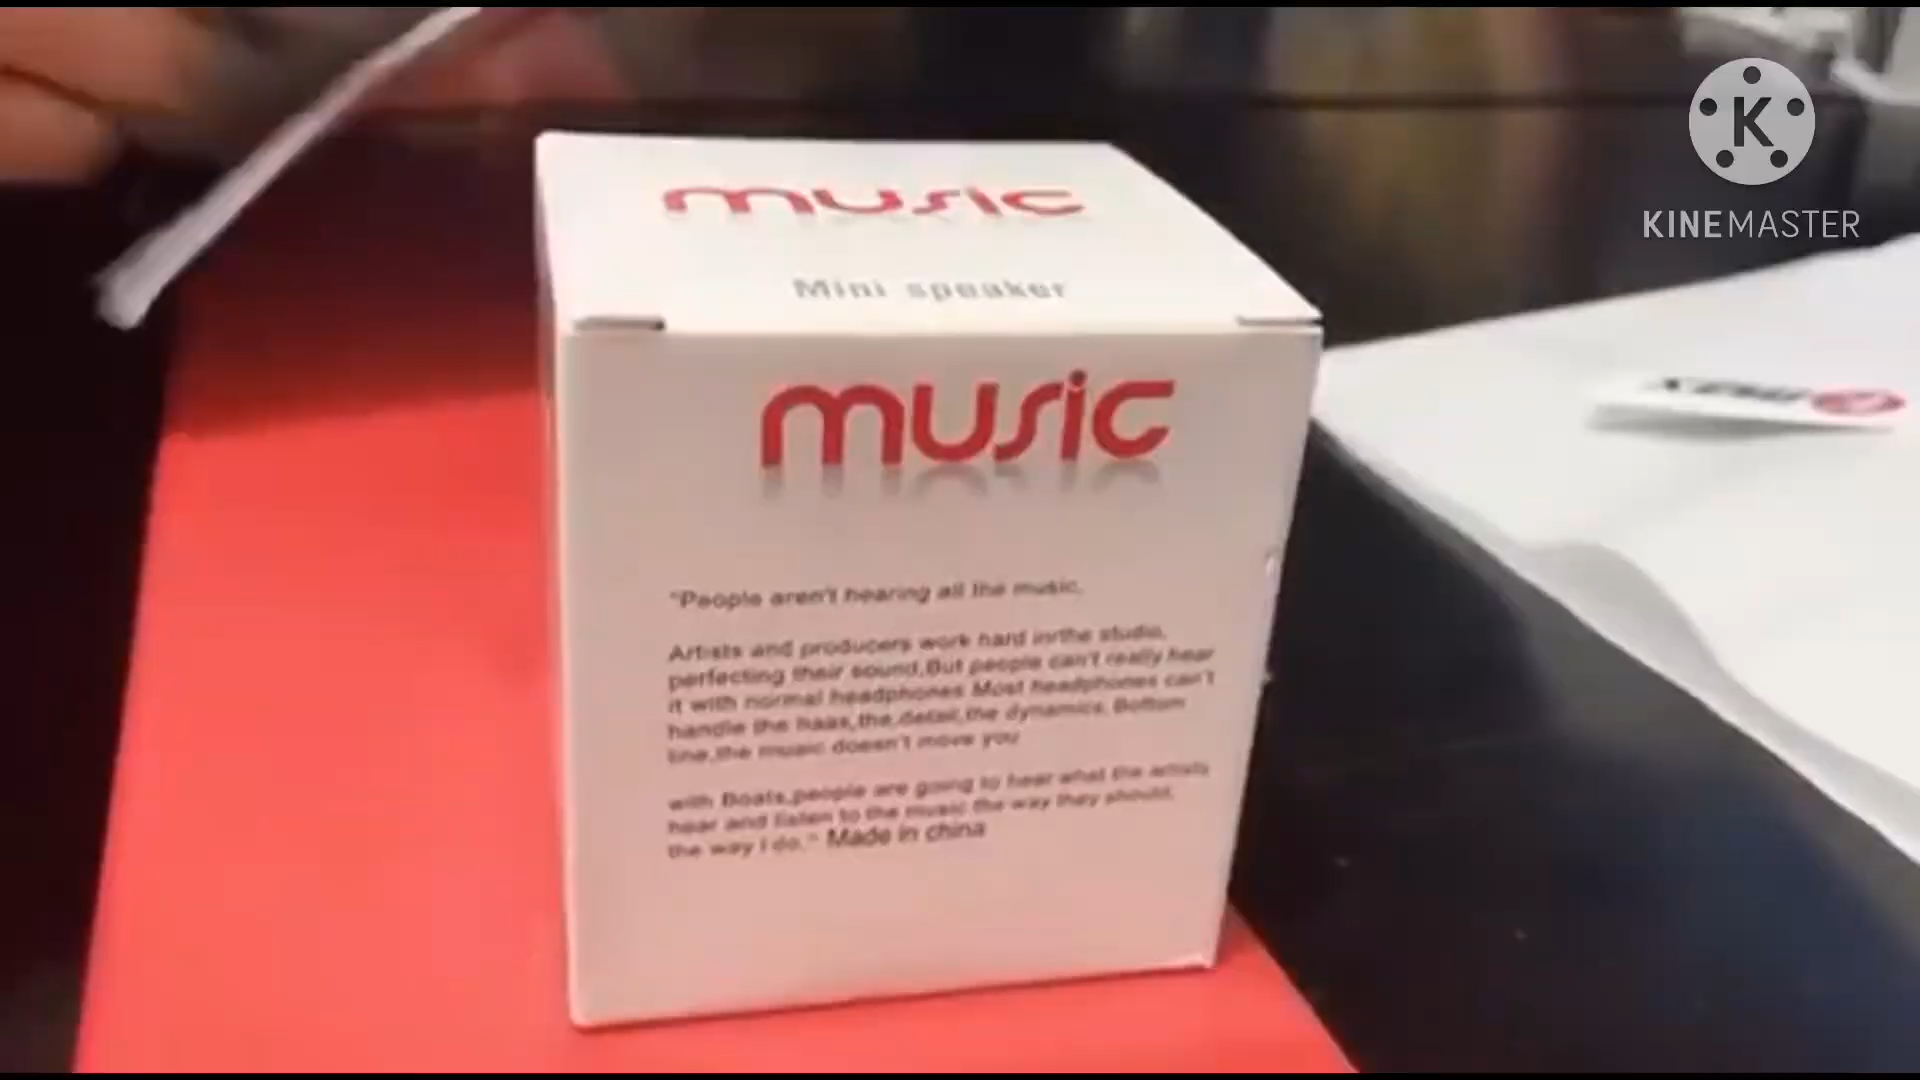 K
KINEMASTER
music
Mini speaker
music
"People aren't hearing all the music,
Artists and producers work hard inrthe studio,
perfecting their sound,But people can't really hear
it with normal headphones Most headphones can't
handle the haas,the.detail,the dynamics. Bottom
line,the music doesn't move you
with Boats,people are going to hear what the artists
hear and listen to the music the way they should,
the way I do." Made in china